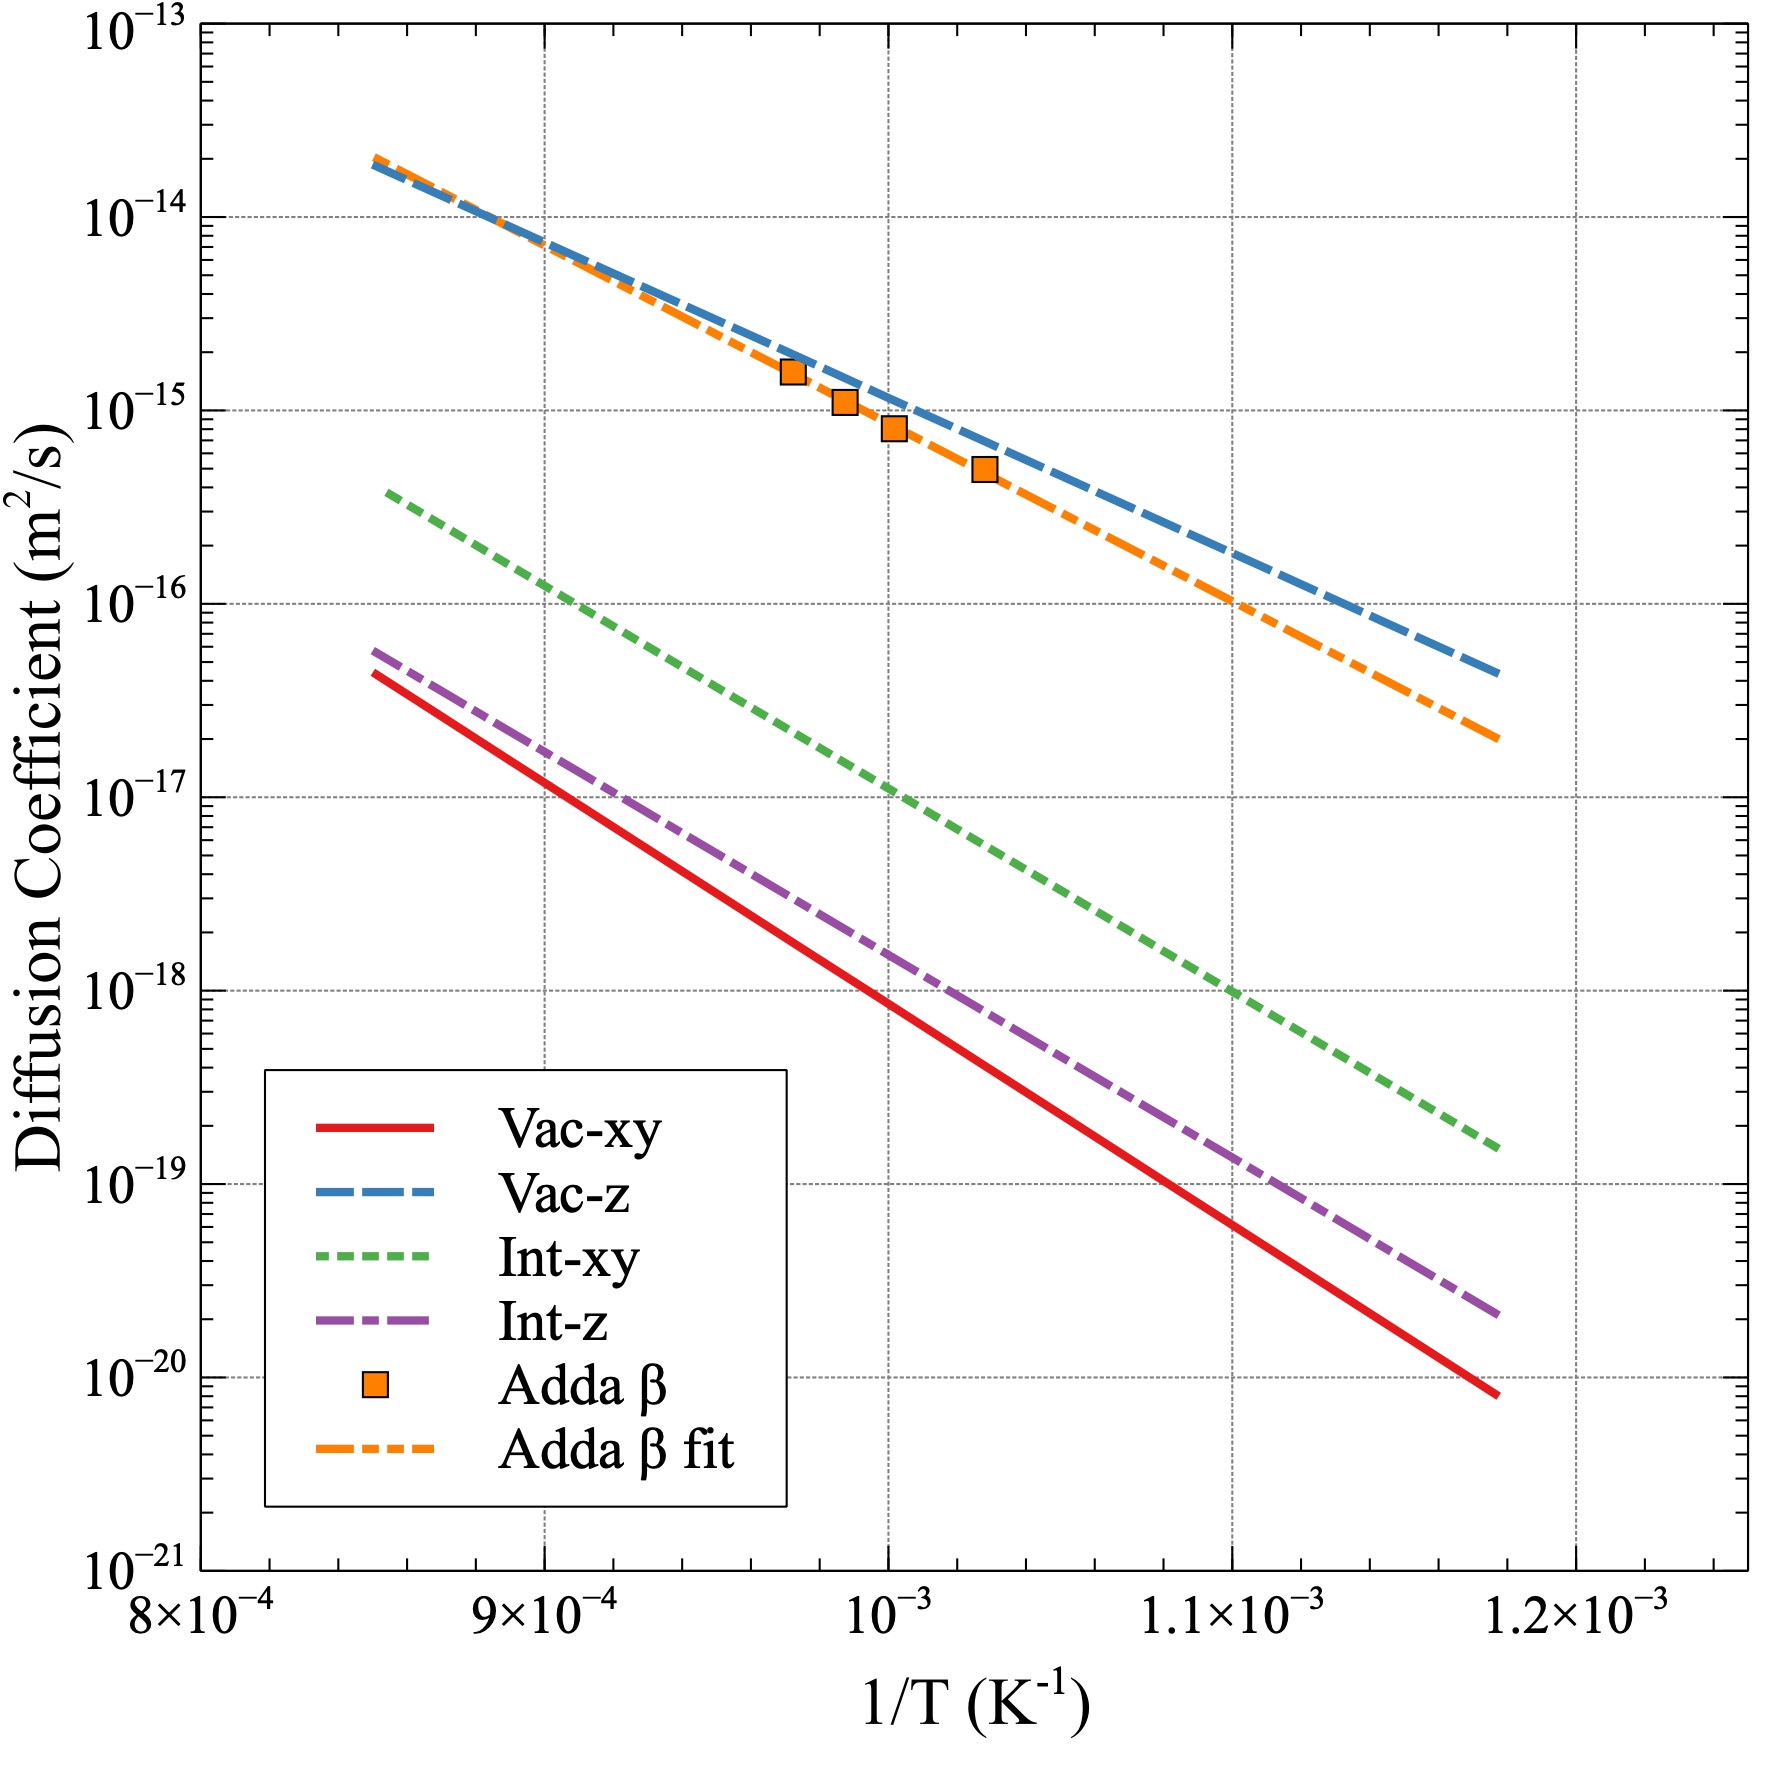 10⁻¹³
10⁻¹⁴
10⁻¹⁵
10⁻¹⁶
10⁻¹⁷
10⁻¹⁸
10⁻¹⁹
10⁻²⁰
10⁻²¹
Diffusion Coefficient (m²/s)
Vac-xy
Vac-z
Int-xy
Int-z
Adda β
Adda β fit
8×10⁻⁴ 9×10⁻⁴ 10⁻³ 1.1×10⁻³ 1.2×10⁻³
1/T (K⁻¹)